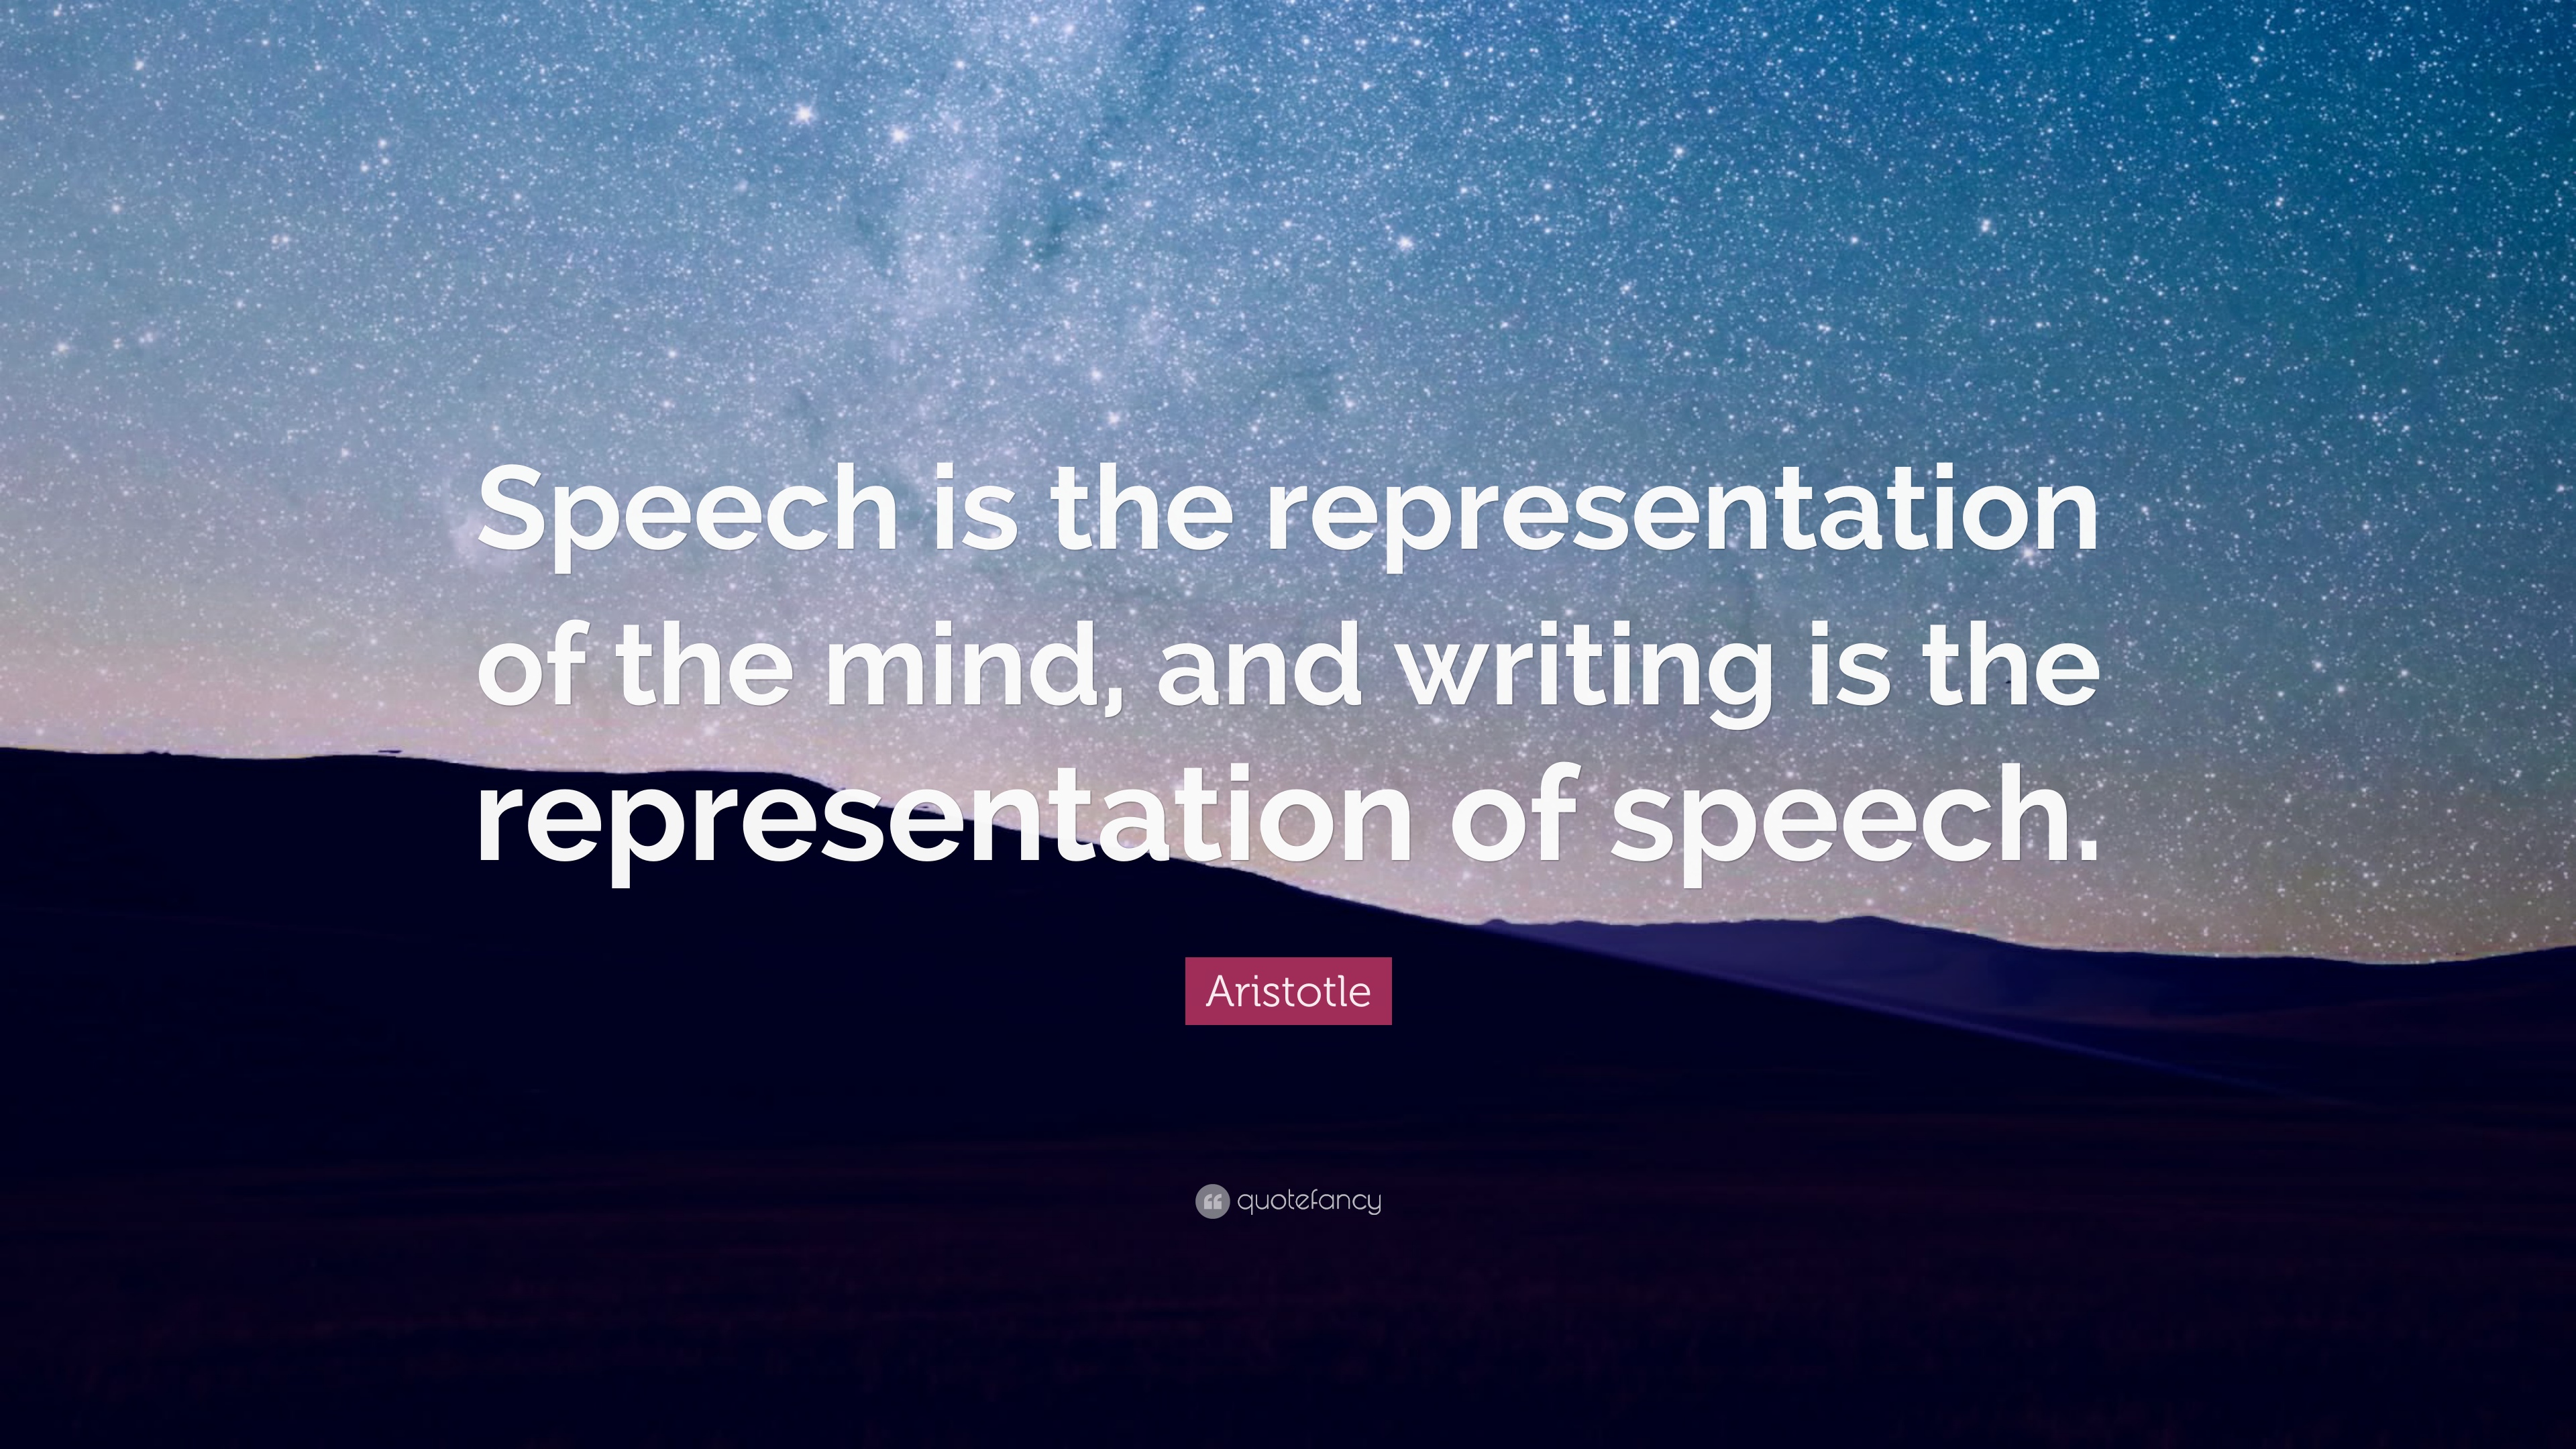 Speech is the representation
of the mind, and writing is the
representation of speech.
Aristotle
quotefancy